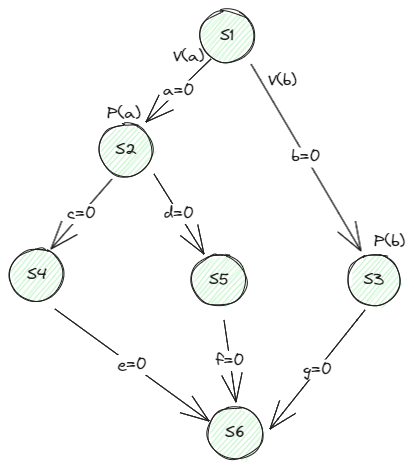 S1
V(a)
V(b)
a=0
P(a)
S2
b=0
c=0
d=0
P(b)
S4
S5
S3
e=0
f=0
g=0
S6